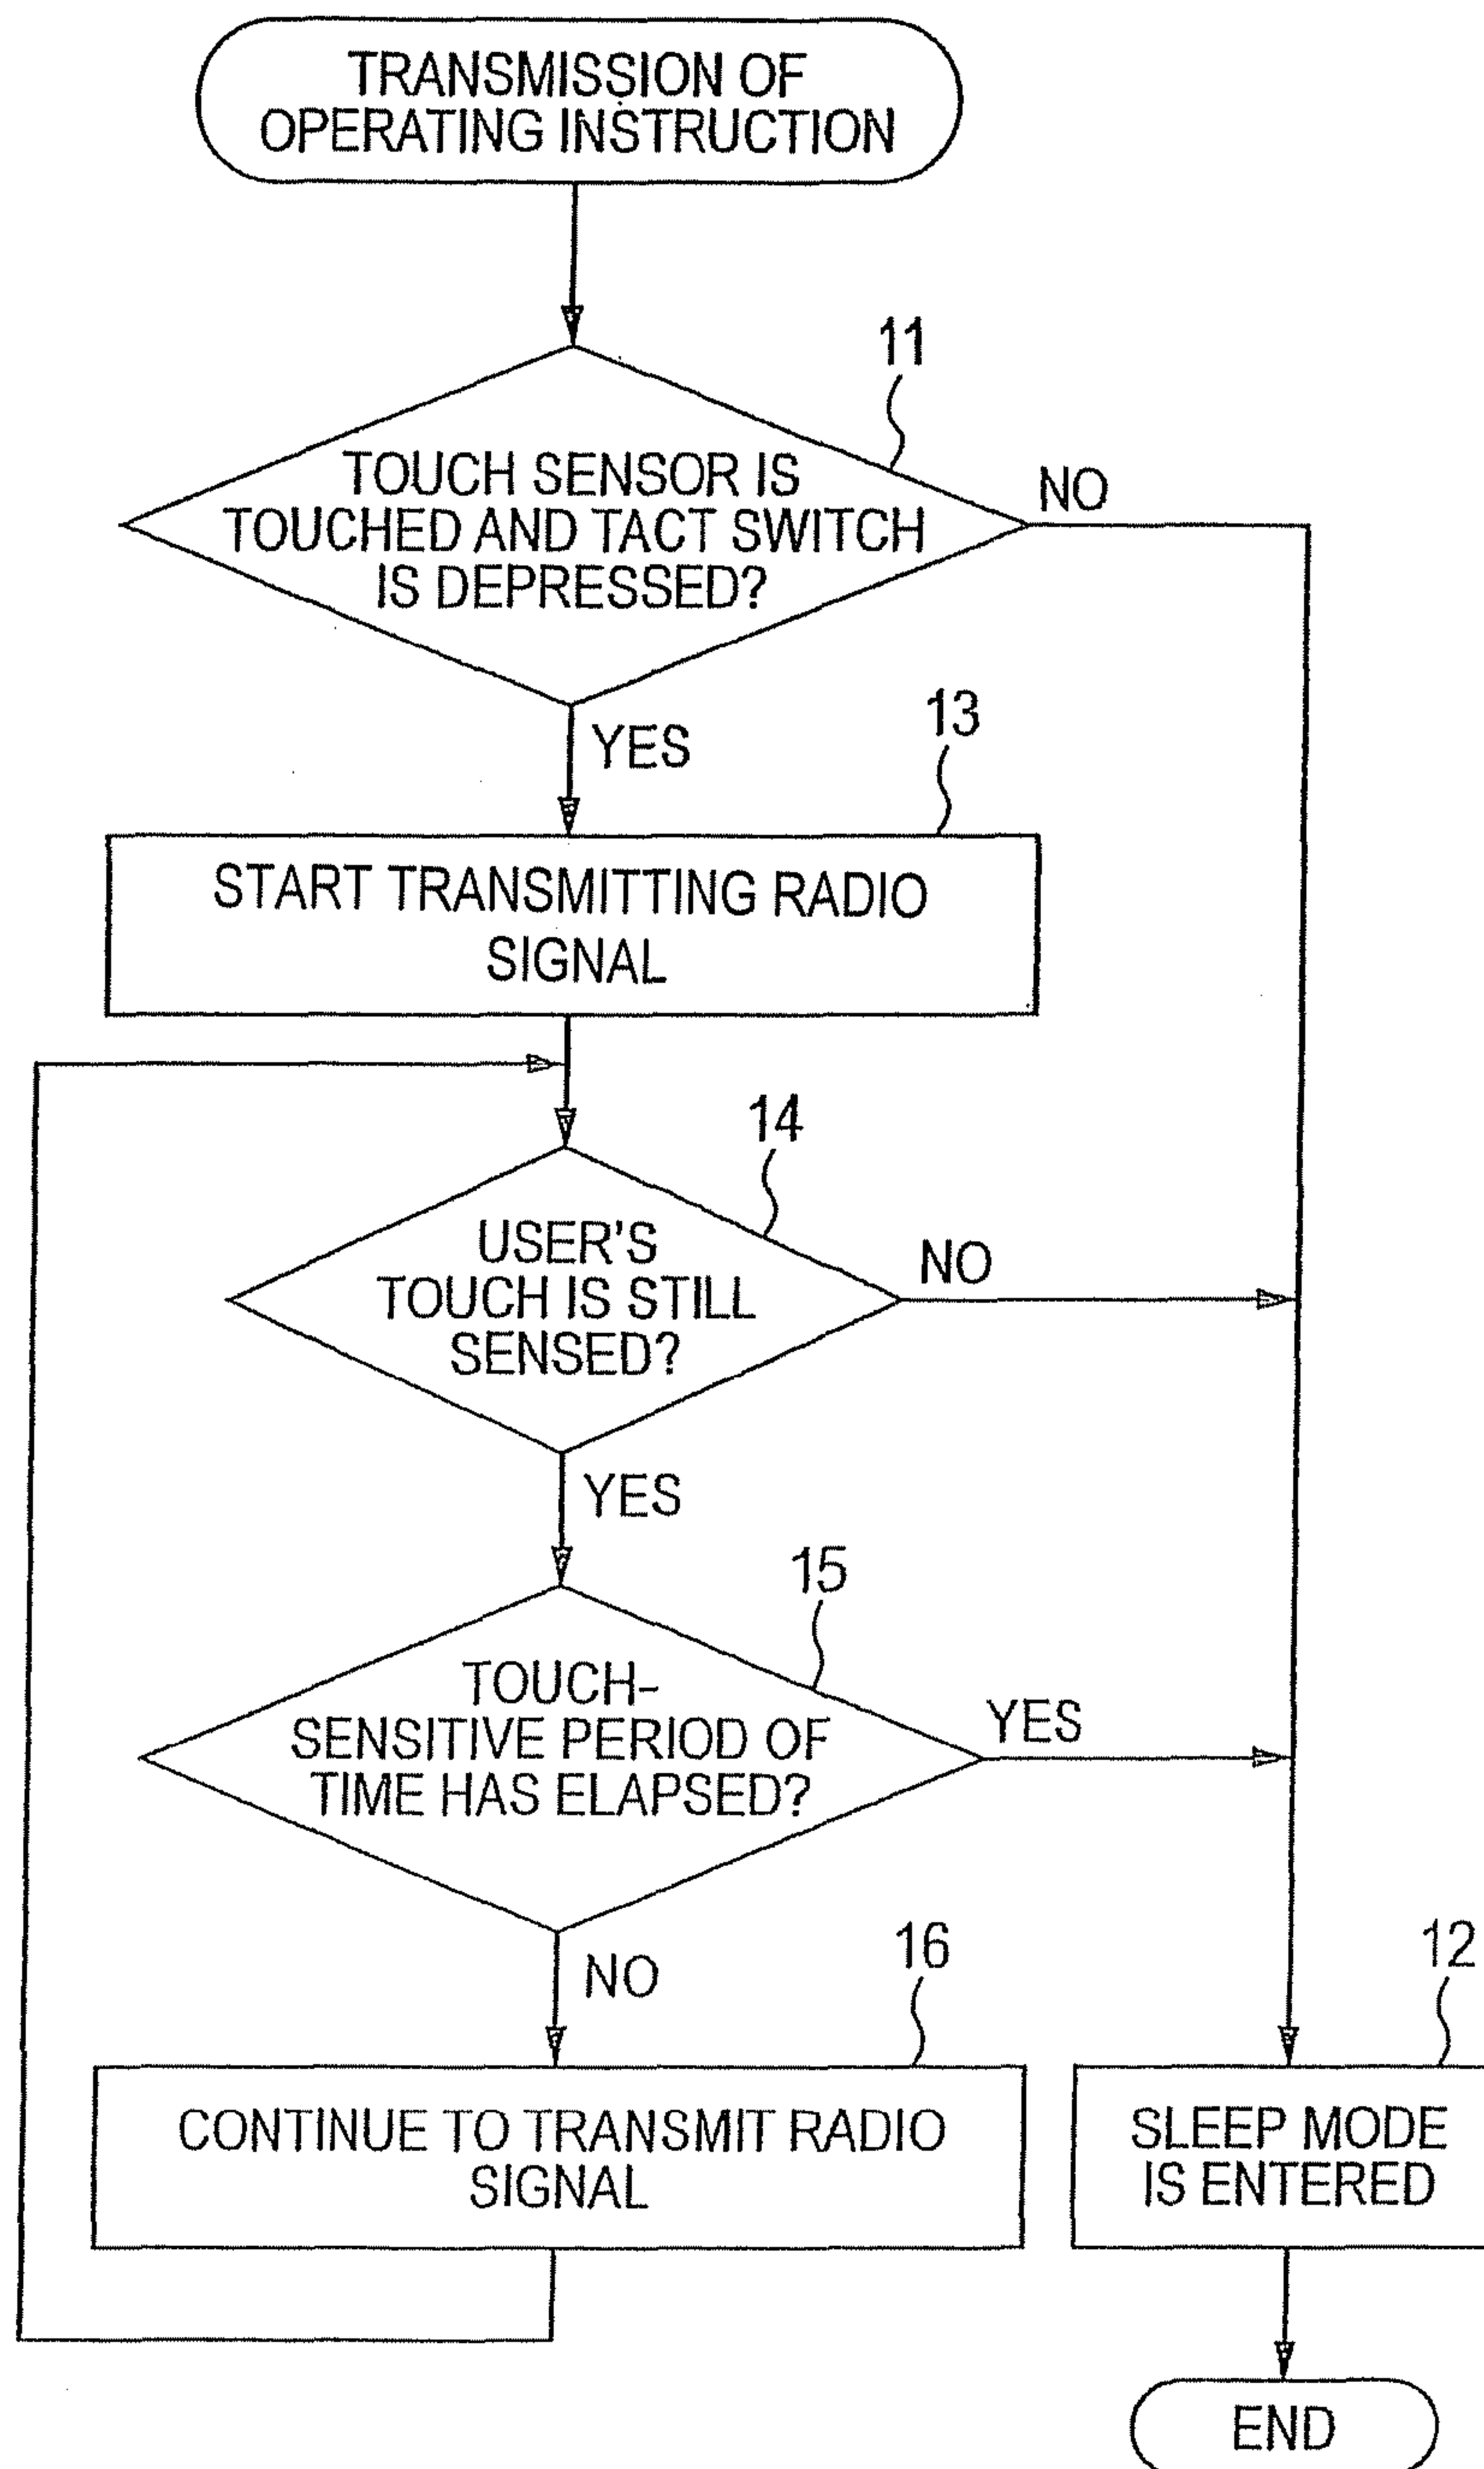 TRANSMISSION OF
OPERATING INSTRUCTION
11
TOUCH SENSOR IS
TOUCHED AND TACT SWITCH
IS DEPRESSED?
NO
YES
13
START TRANSMITTING RADIO
SIGNAL
14
USER'S
TOUCH IS STILL
SENSED?
NO
YES
15
TOUCH-
SENSITIVE PERIOD OF
TIME HAS ELAPSED?
YES
NO
16
CONTINUE TO TRANSMIT RADIO
SIGNAL
12
SLEEP MODE
IS ENTERED
END